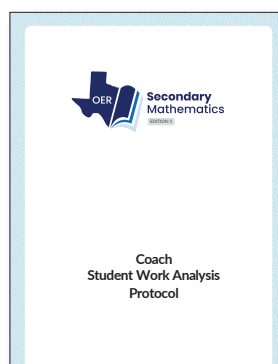 OER
Secondary
Mathematics
EDITION 1
Coach
Student Work Analysis
Protocol